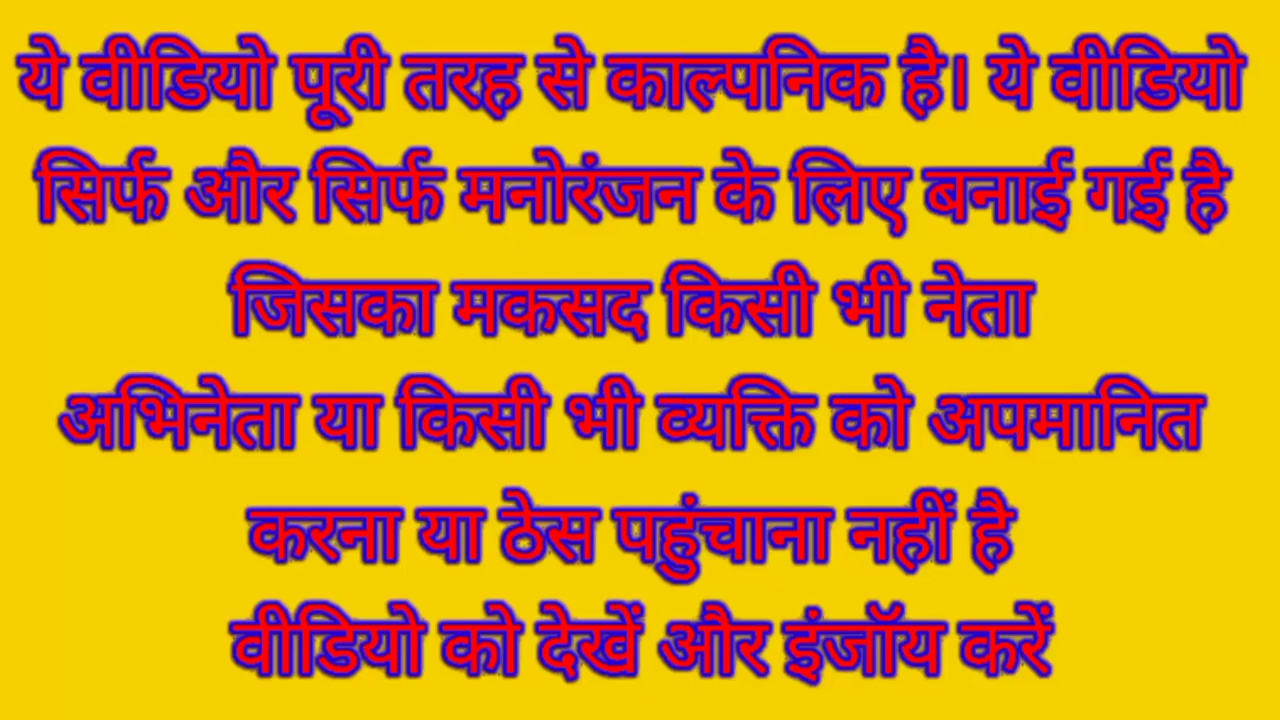 ये वीडियो पूरी तरह से काल्पनिक है। ये वीडियो
सिर्फ और सिर्फ मनोरंजन के लिए बनाई गई है
जिसका मकसद किसी भी नेता
अभिनेता या किसी भी व्यक्ति को अपमानित
करना या ठेस पहुंचाना नहीं है
वीडियो को देखें और इंजॉय करें